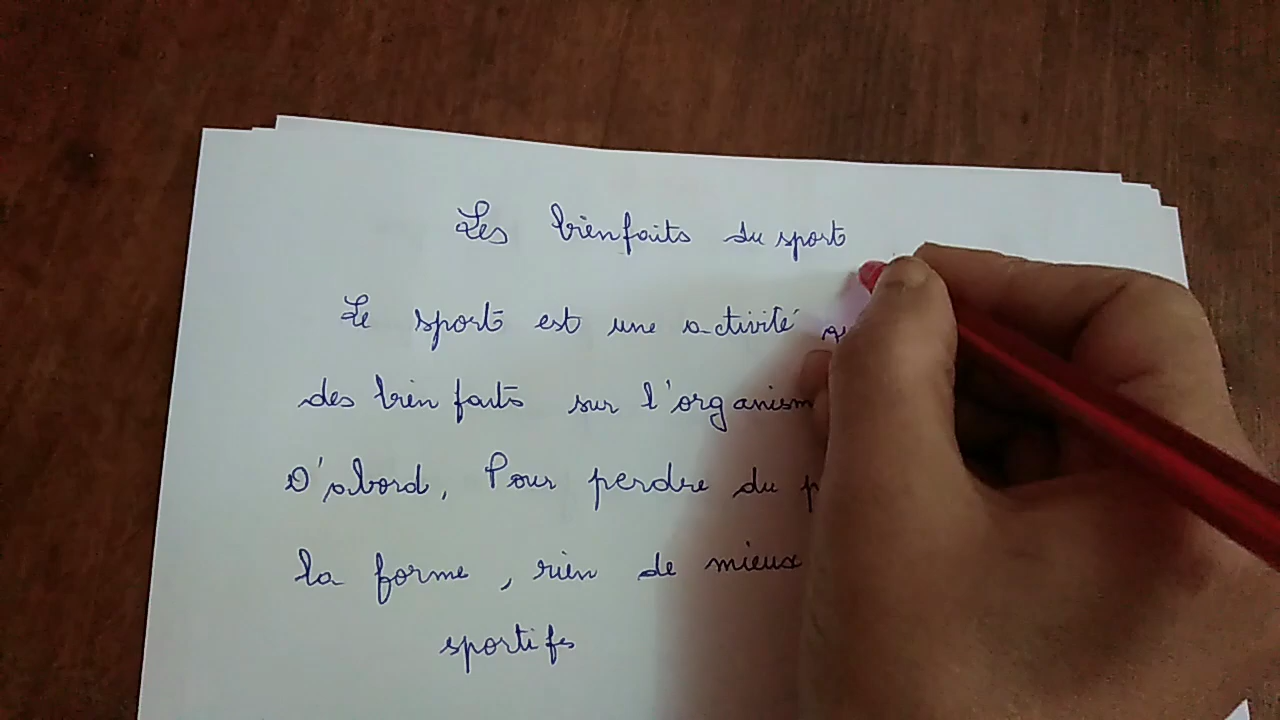 Les bienfaits du sport
Le sport est une activité
des bienfaits sur l'organism
D'abord, Pour perdre du
la forme, rien de mieux
sportifs